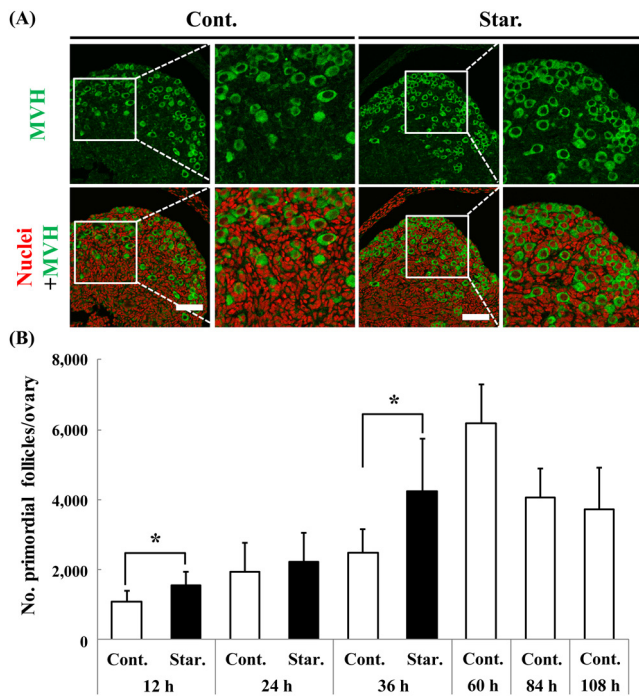 (A)
Cont.
Star.
MVH
Nuclei
+MVH
(B)
No. primordial follicles/ovary
8,000
6,000
4,000
2,000
0
*
*
Cont. Star. Cont. Star. Cont. Star. Cont. Cont. Cont.
12 h 24 h 36 h 60 h 84 h 108 h